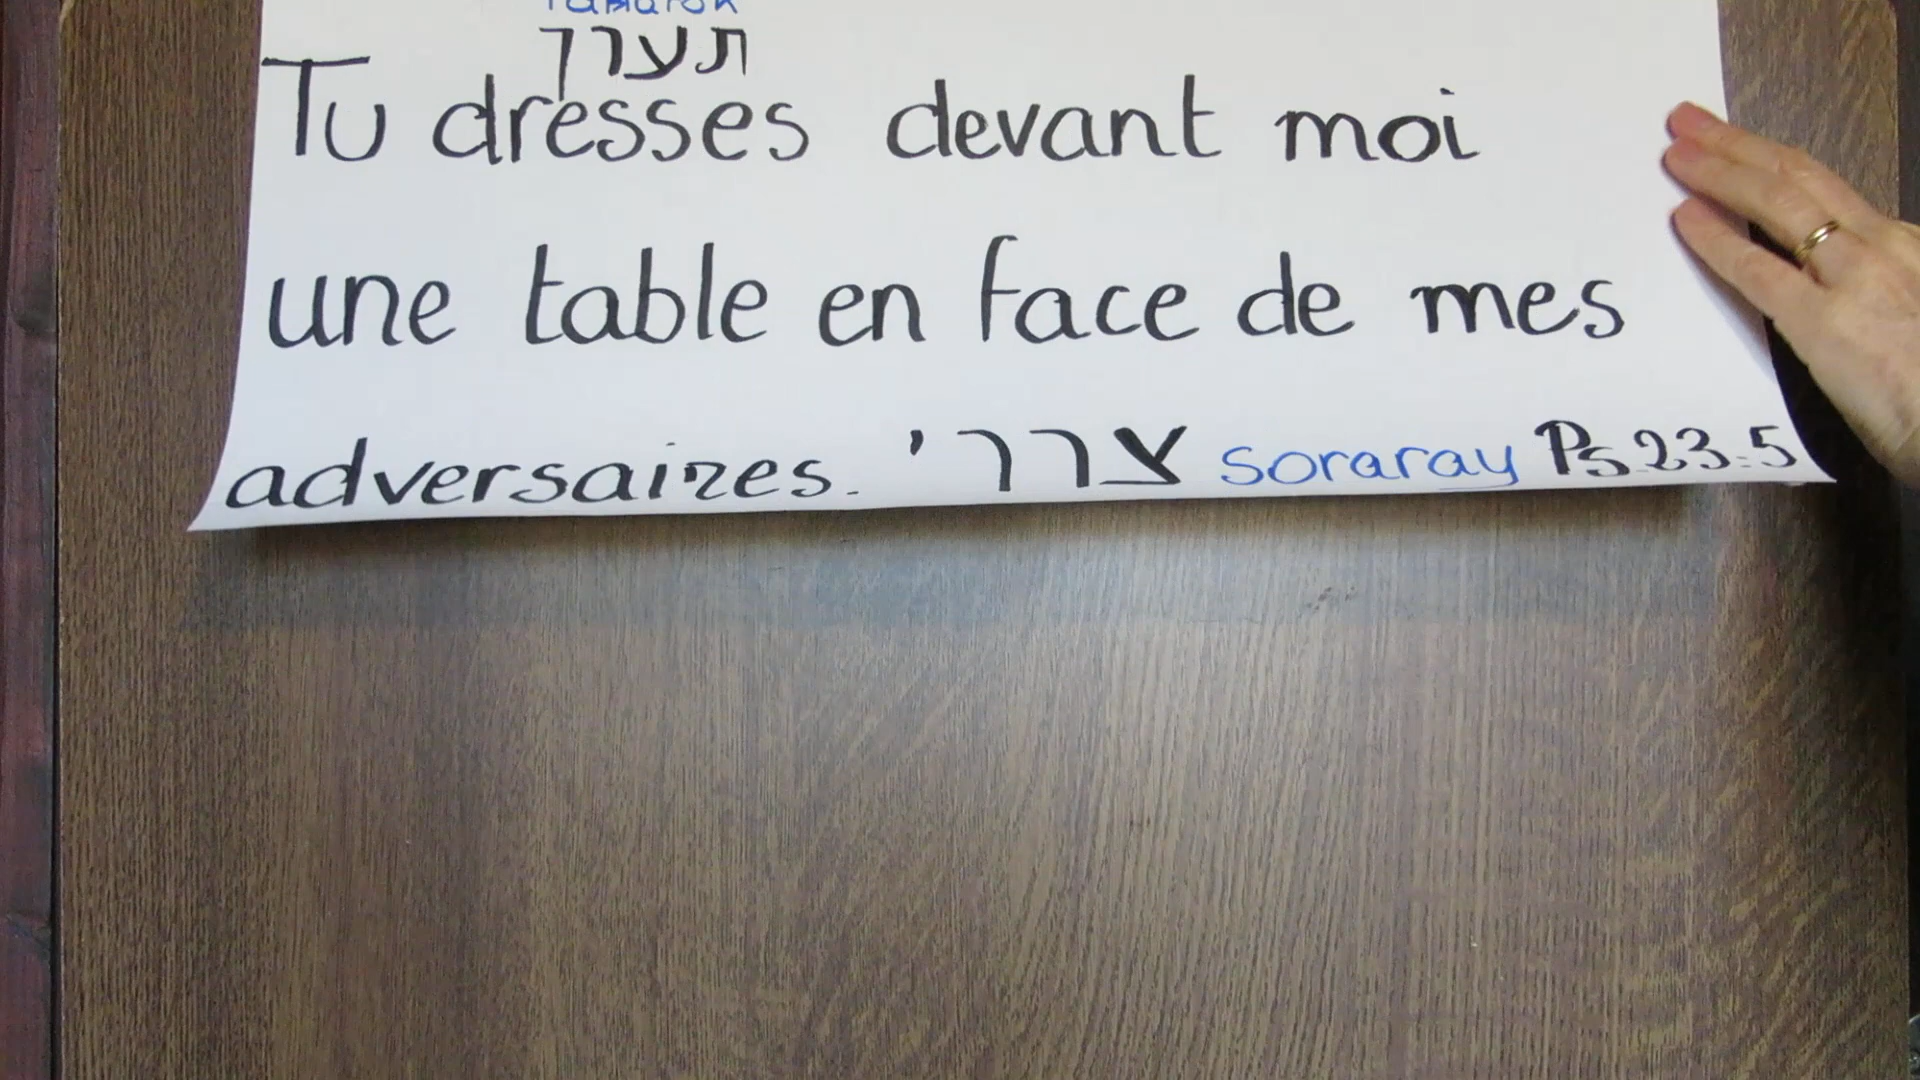 תערך
Tu dresses devant moi
une table en face de mes
adversaires. צררי soraray Ps.23.5